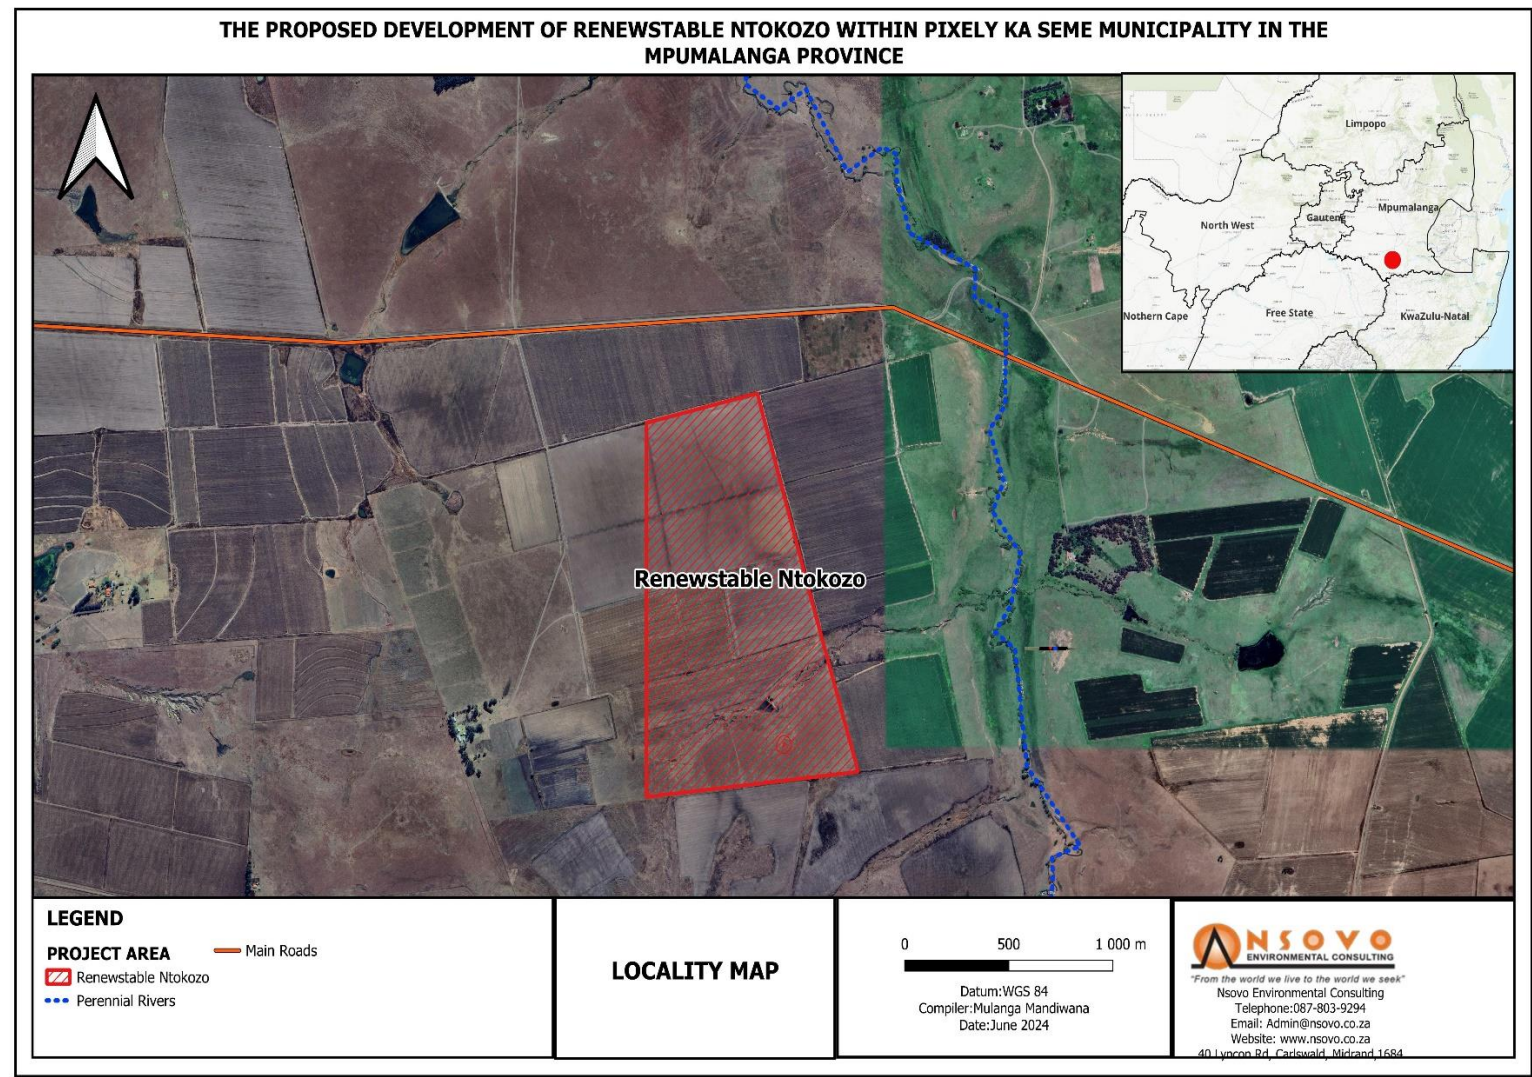 THE PROPOSED DEVELOPMENT OF RENEWSTABLE NTOKOZO WITHIN PIXELY KA SEME MUNICIPALITY IN THE
MPUMALANGA PROVINCE
Limpopo
Mpumalanga
Gauteng
North West
Free State
Nothern Cape
KwaZulu-Natal
Renewstable Ntokozo
LEGEND
PROJECT AREA
Main Roads
Renewstable Ntokozo
Perennial Rivers
LOCALITY MAP
0 500 1 000 m
Datum:WGS 84
Compiler:Mulanga Mandiwana
Date:June 2024
NSOVO
ENVIRONMENTAL CONSULTING
"From the world we live to the world we seek"
Nsovo Environmental Consulting
Telephone:087-803-9294
Email: Admin@nsovo.co.za
Website: www.nsovo.co.za
40 Lyncon Rd, Carlswald, Midrand,1684